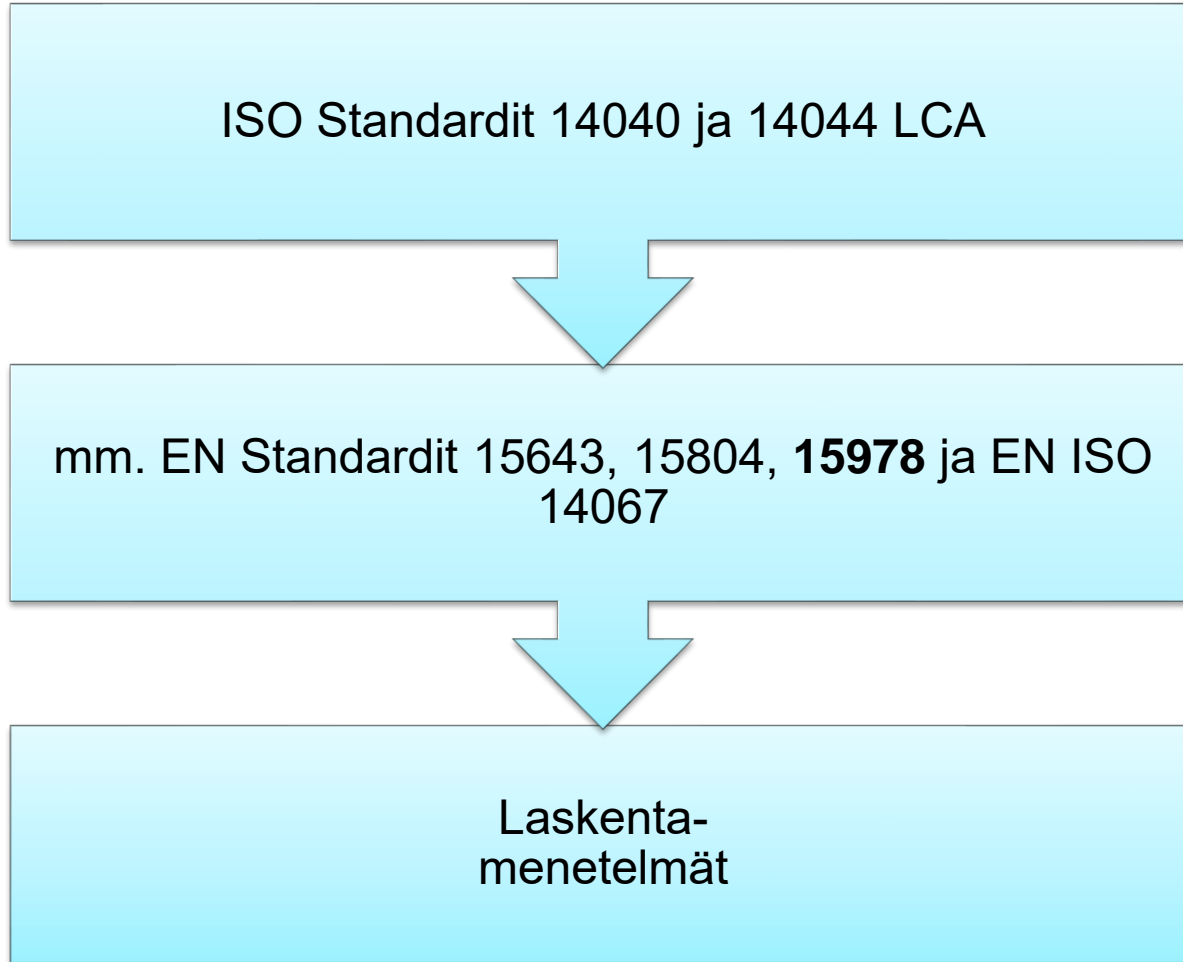 ISO Standardit 14040 ja 14044 LCA
mm. EN Standardit 15643, 15804, 15978 ja EN ISO
14067
Laskenta-
menetelmät